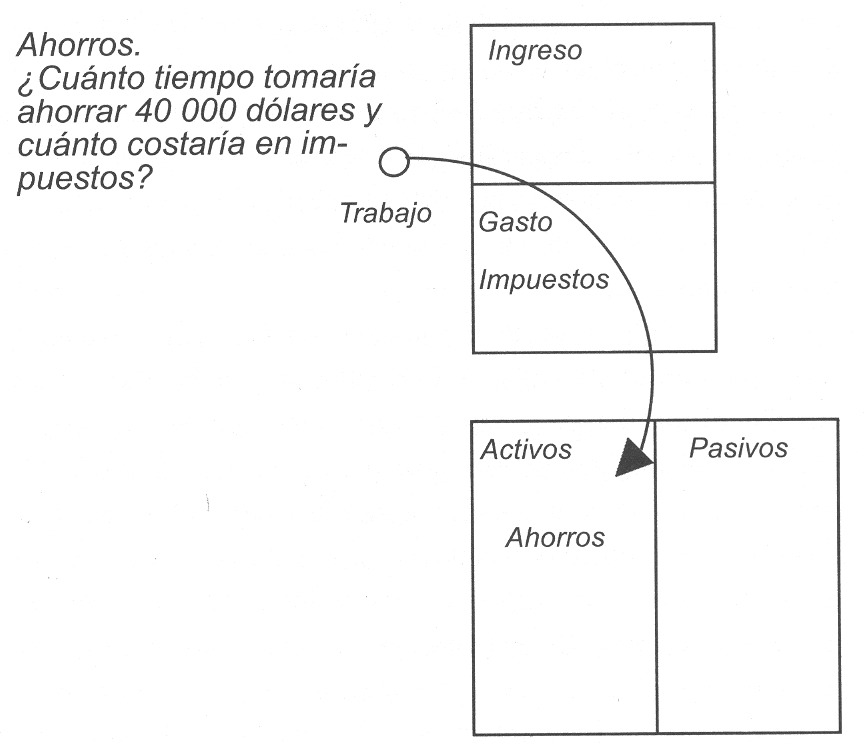 Ahorros.
¿Cuánto tiempo tomaría
ahorrar 40 000 dólares y
cuánto costaría en im-
puestos?
Trabajo
Ingreso
Gasto
Impuestos
Activos
Pasivos
Ahorros